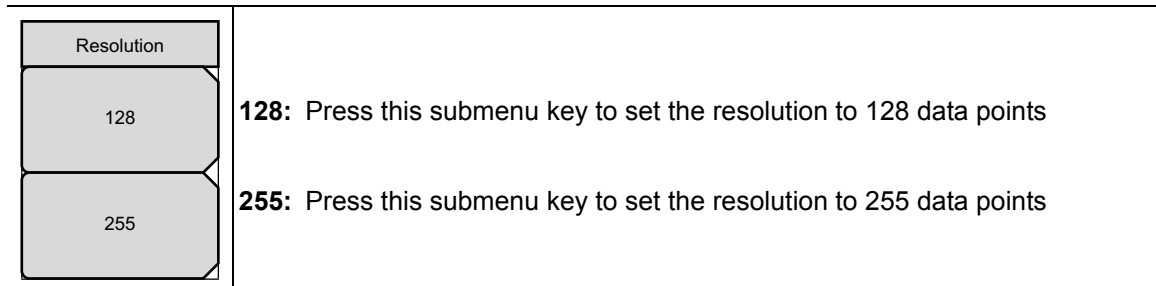 Resolution
128
128: Press this submenu key to set the resolution to 128 data points
255
255: Press this submenu key to set the resolution to 255 data points